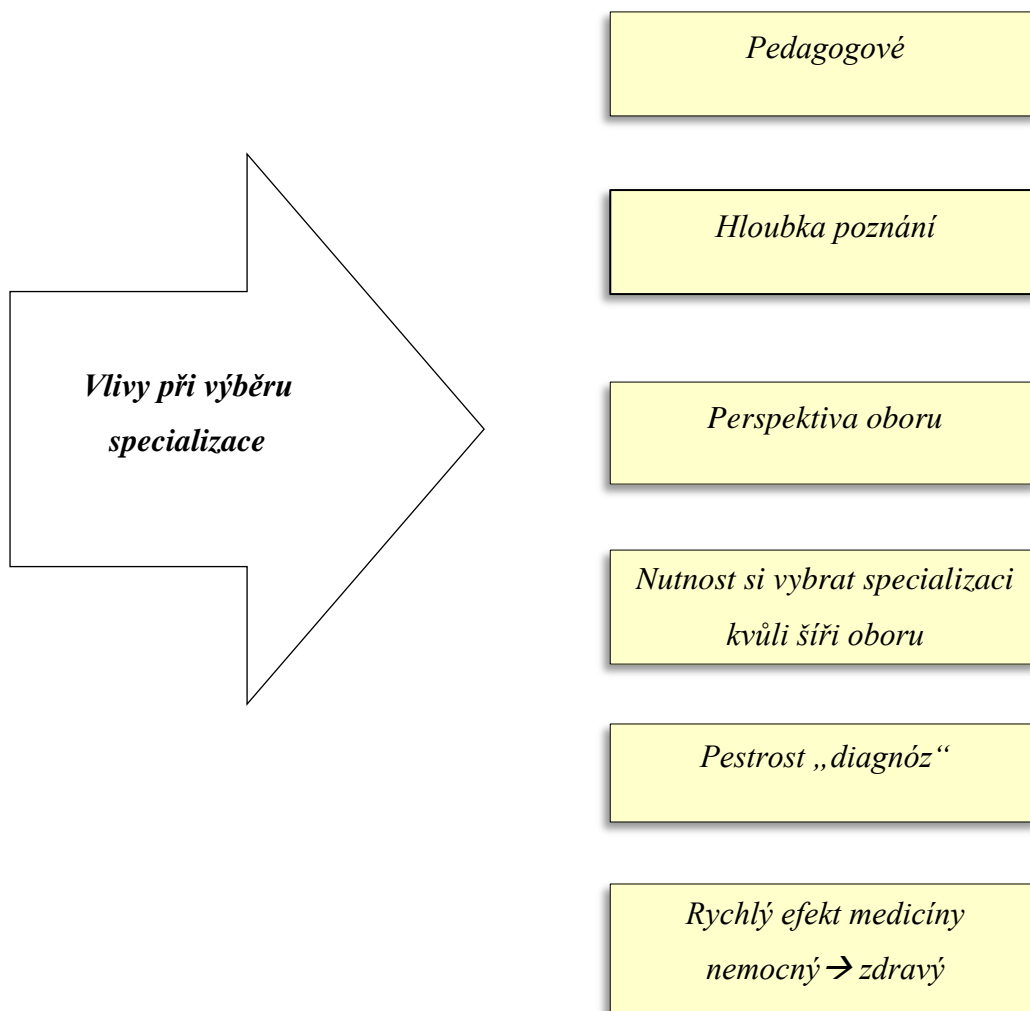 Pedagogové
Hloubka poznání
Vlivy při výběru
specializace
Perspektiva oboru
Nutnost si vybrat specializaci
kvůli šíři oboru
Pestrost „diagnóz“
Rychlý efekt medicíny
nemocný → zdravý